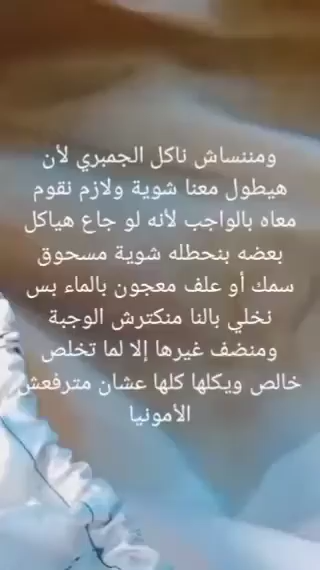 ومننساش ناكل الجمبري لأن
هيطول معنا شوية ولازم نقوم
معاه بالواجب لأنه لو جاع هياكل
بعضه بنحطله شوية مسحوق
سمك أو علف معجون بالماء بس
نخلي بالنا منكترش الوجبة
ومنضف غيرها إلا لما تخلص
خالص ويكلها كلها عشان مترفعش
الأمونيا